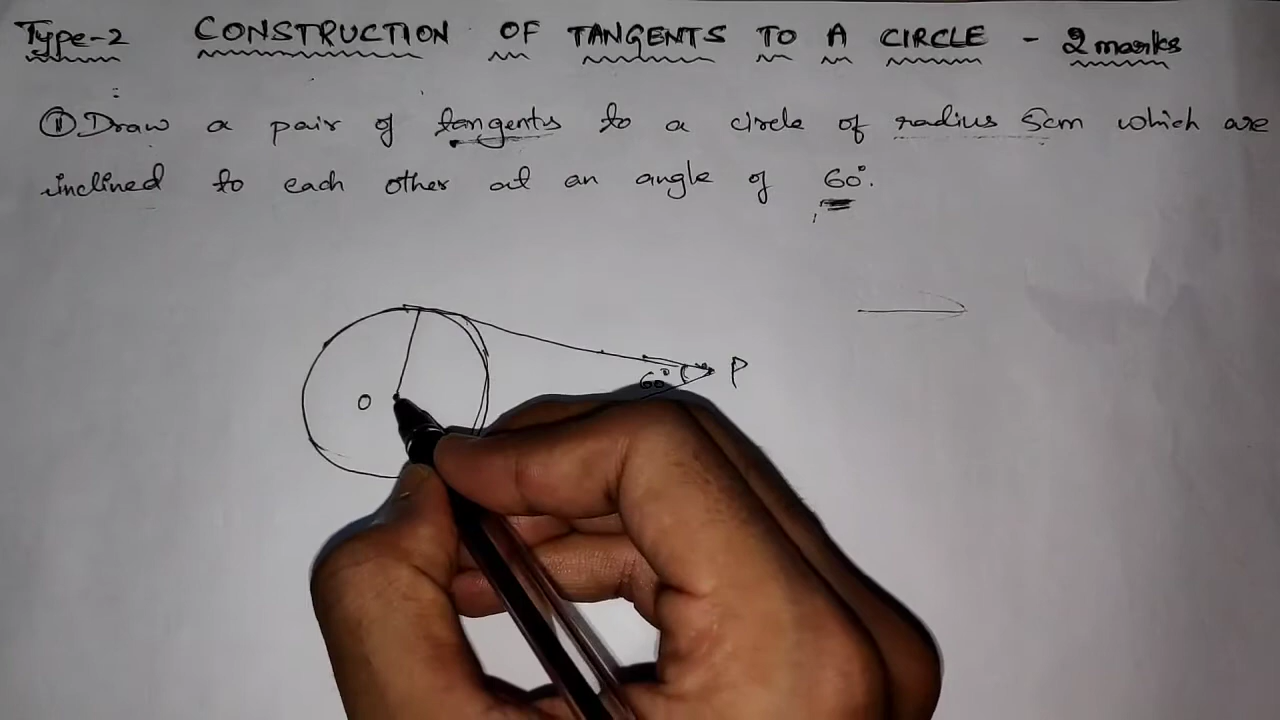 Type-2 CONSTRUCTION OF TANGENTS TO A CIRCLE - 2 marks
① Draw a pair of tangents to a circle of radius 5cm which are
inclined to each other at an angle of 60°.
P
60°
O